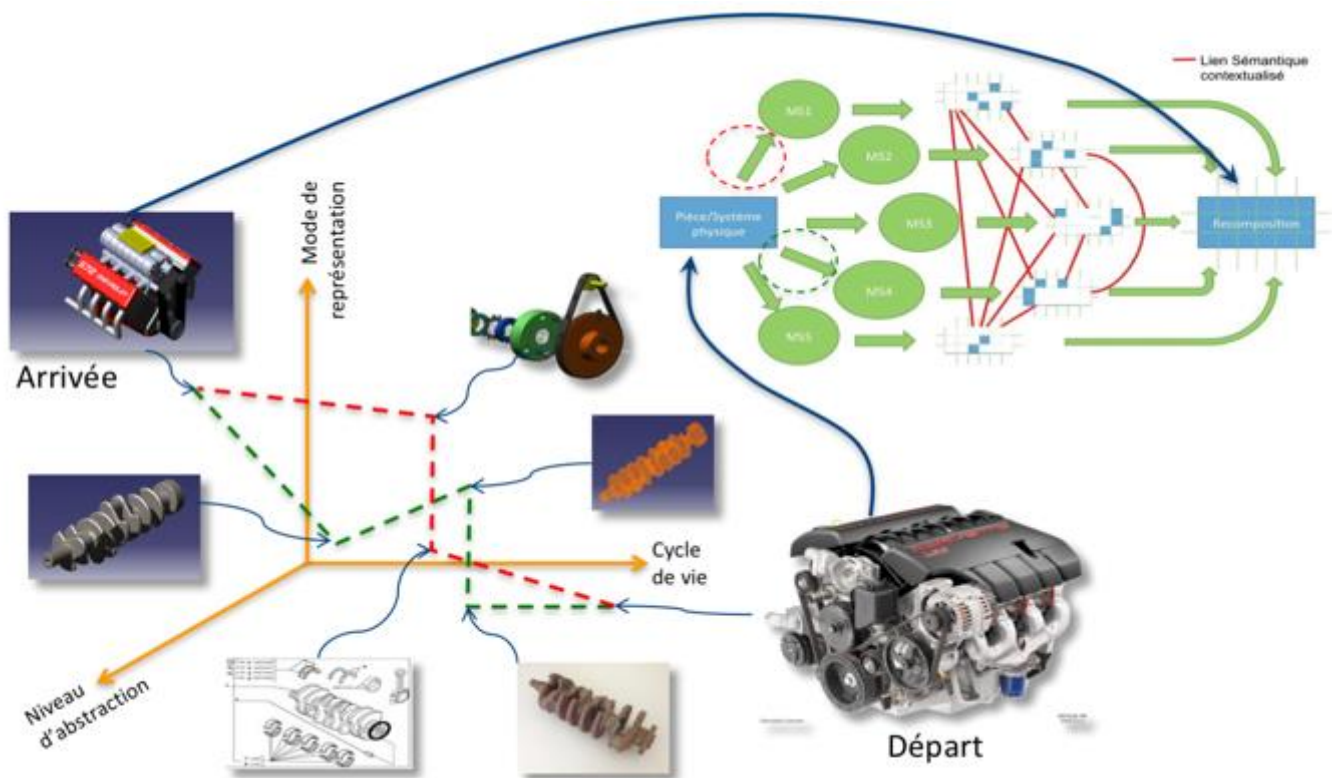 Lien Sémantique
contextualisé
MS1
MS2
Mode de
représentation
Pièce/Système
physique
MS3
Recomposition
MS4
MS5
Arrivée
Cycle
de vie
Niveau
d'abstraction
Départ